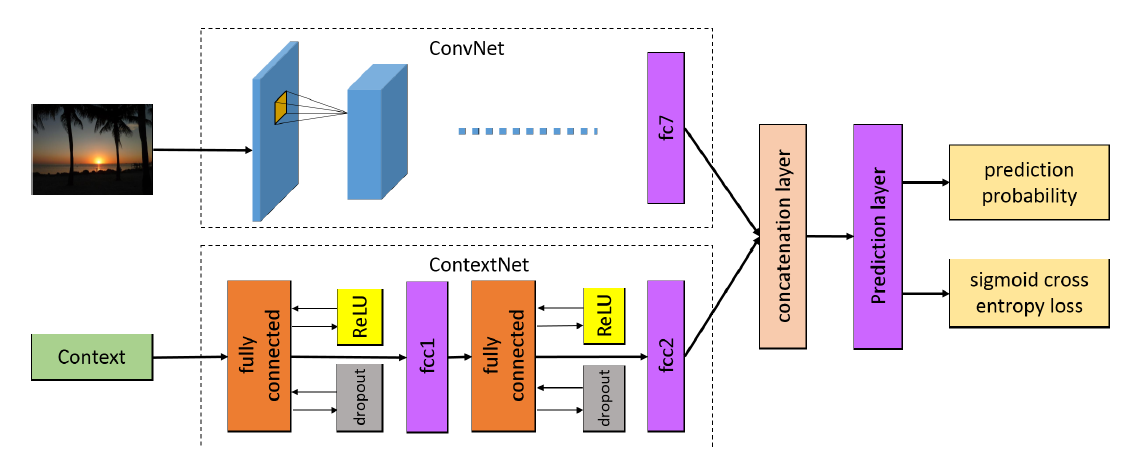 ConvNet
fc7
concatenation layer
Prediction layer
prediction
probability
sigmoid cross
entropy loss
ContextNet
Context
fully
connected
ReLU
dropout
fcc1
fully
connected
ReLU
dropout
fcc2